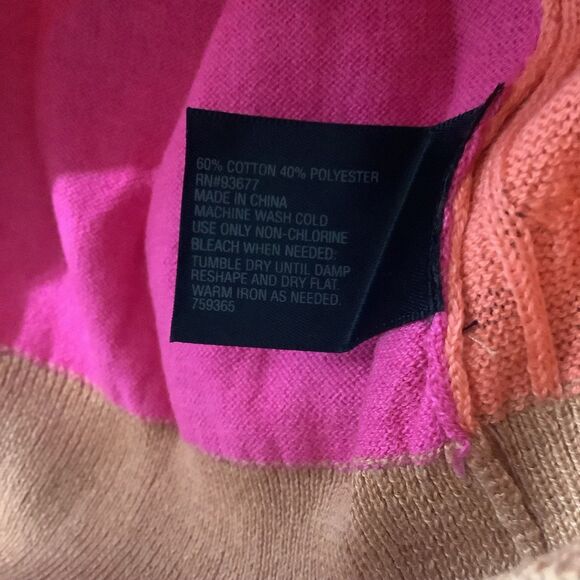 60% COTTON 40% POLYESTER
RN#93677
MADE IN CHINA
MACHINE WASH COLD
USE ONLY NON-CHLORINE
BLEACH WHEN NEEDED.
TUMBLE DRY UNTIL DAMP
RESHAPE AND DRY FLAT.
WARM IRON AS NEEDED.
759365